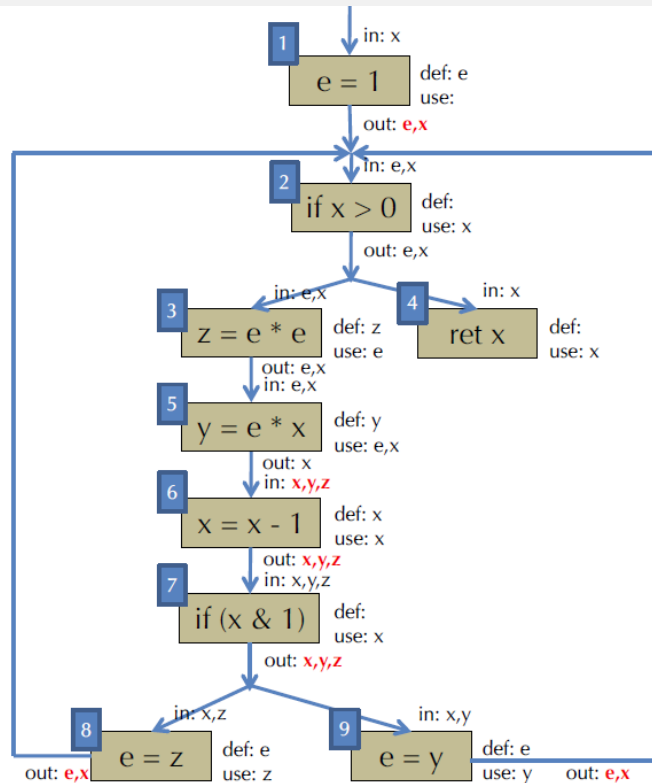 1
in: x
e = 1
def: e
use:
out: e,x
in: e,x
2
if x > 0
def:
use: x
out: e,x
in: e,x
3
z = e * e
def: z
use: e
out: e,x
in: x
4
ret x
def:
use: x
in: e,x
5
y = e * x
def: y
use: e,x
out: x
in: x,y,z
6
x = x - 1
def: x
use: x
out: x,y,z
in: x,y,z
7
if (x & 1)
def:
use: x
out: x,y,z
in: x,z
8
e = z
def: e
use: z
out: e,x
in: x,y
9
e = y
def: e
use: y
out: e,x